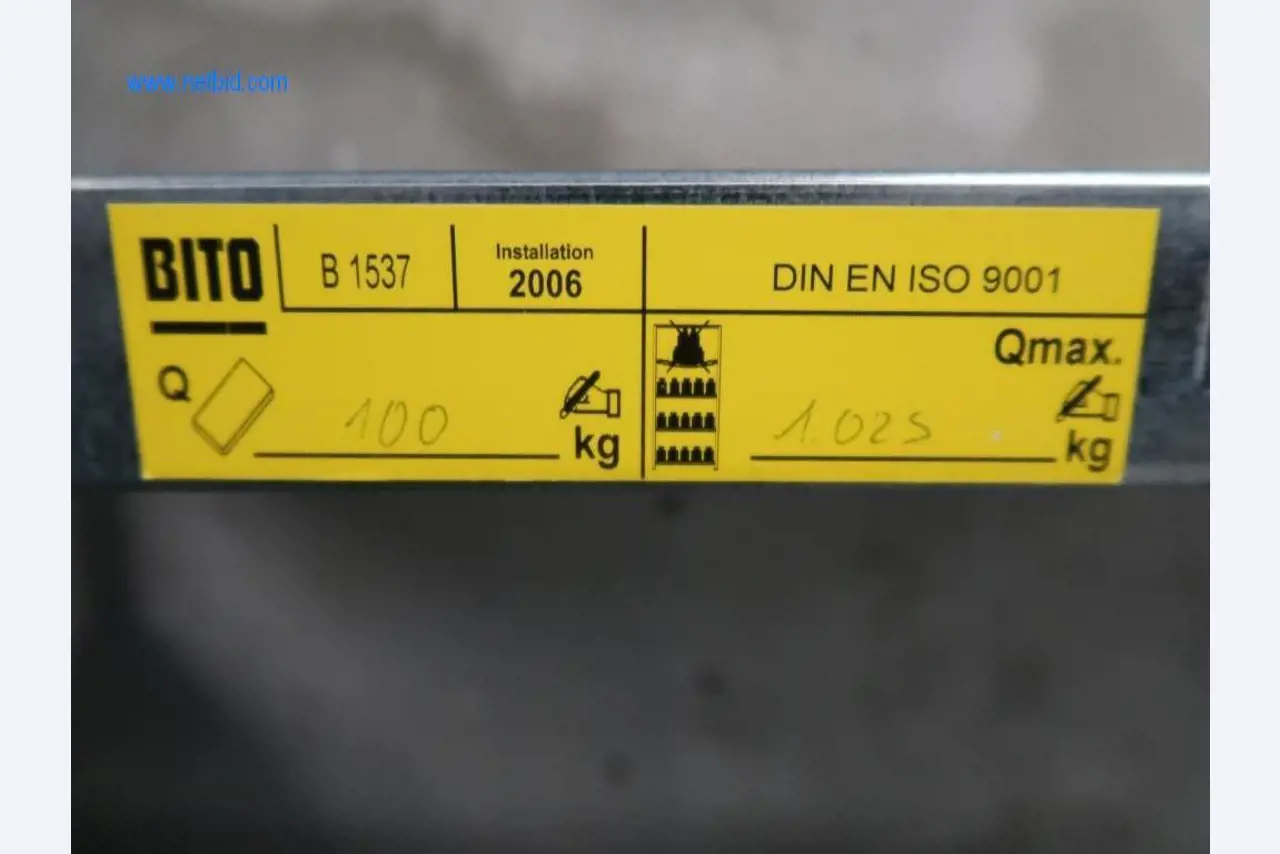 www.netbid.com
BITO
B 1537
Installation
2006
DIN EN ISO 9001
Q
100
kg
Qmax.
1.025
kg